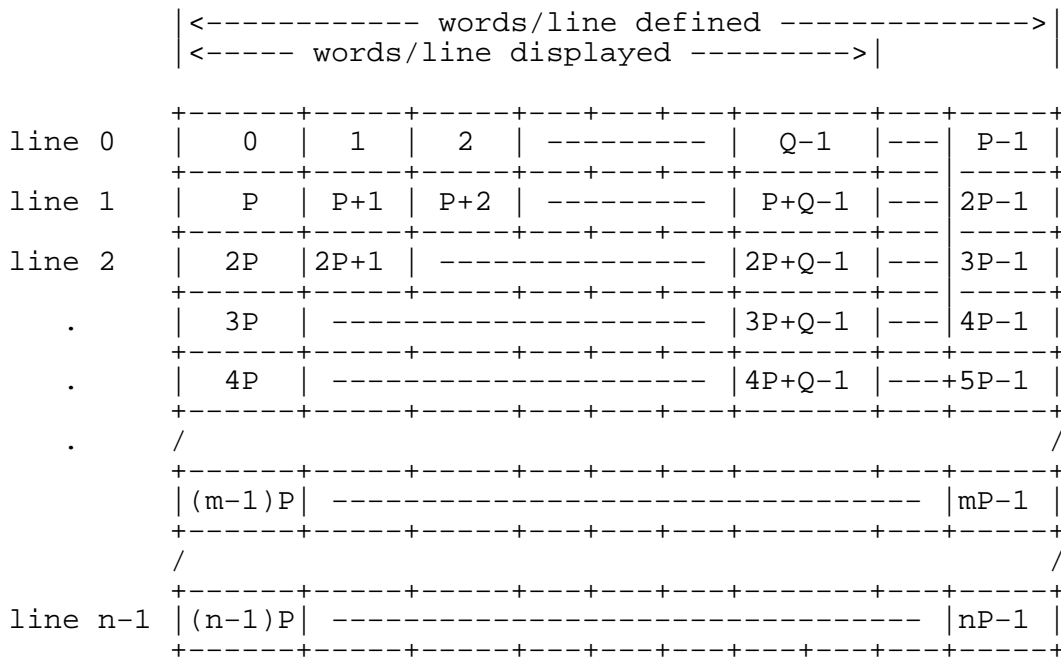 |<------------ words/line defined -------------->|
|<----- words/line displayed --------->|         |
+------+-----+-----+---+---+---+-------+---+-----+
line 0 | 0 | 1 | 2 | --------- | Q-1 |---| P-1 |
+------+-----+-----+---+---+---+-------+--- -----+
line 1 | P | P+1 | P+2 | --------- | P+Q-1 |---|2P-1 |
+------+-----+-----+---+---+---+-------+--- -----+
line 2 | 2P |2P+1 | --------------- |2P+Q-1 |---|3P-1 |
+------+-----+-----+---+---+---+-------+--- -----+
. | 3P | --------------------- |3P+Q-1 |---|4P-1 |
+------+-----+-----+---+---+---+-------+---+-----+
. | 4P | --------------------- |4P+Q-1 |---+5P-1 |
+------+-----+-----+---+---+---+-------+---+-----+
. / /
+------+-----+-----+---+---+---+-------+---+-----+
|(m-1)P| --------------------------------- |mP-1 |
+------+-----+-----+---+---+---+-------+---+-----+
/ /
+------+-----+-----+---+---+---+-------+---+-----+
line n-1 |(n-1)P| --------------------------------- |nP-1 |
+------+-----+-----+---+---+---+---+---+---+-----+